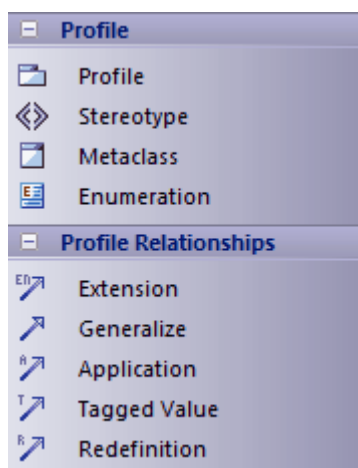 Profile
Profile
Stereotype
Metaclass
Enumeration
Profile Relationships
Extension
Generalize
Application
Tagged Value
Redefinition